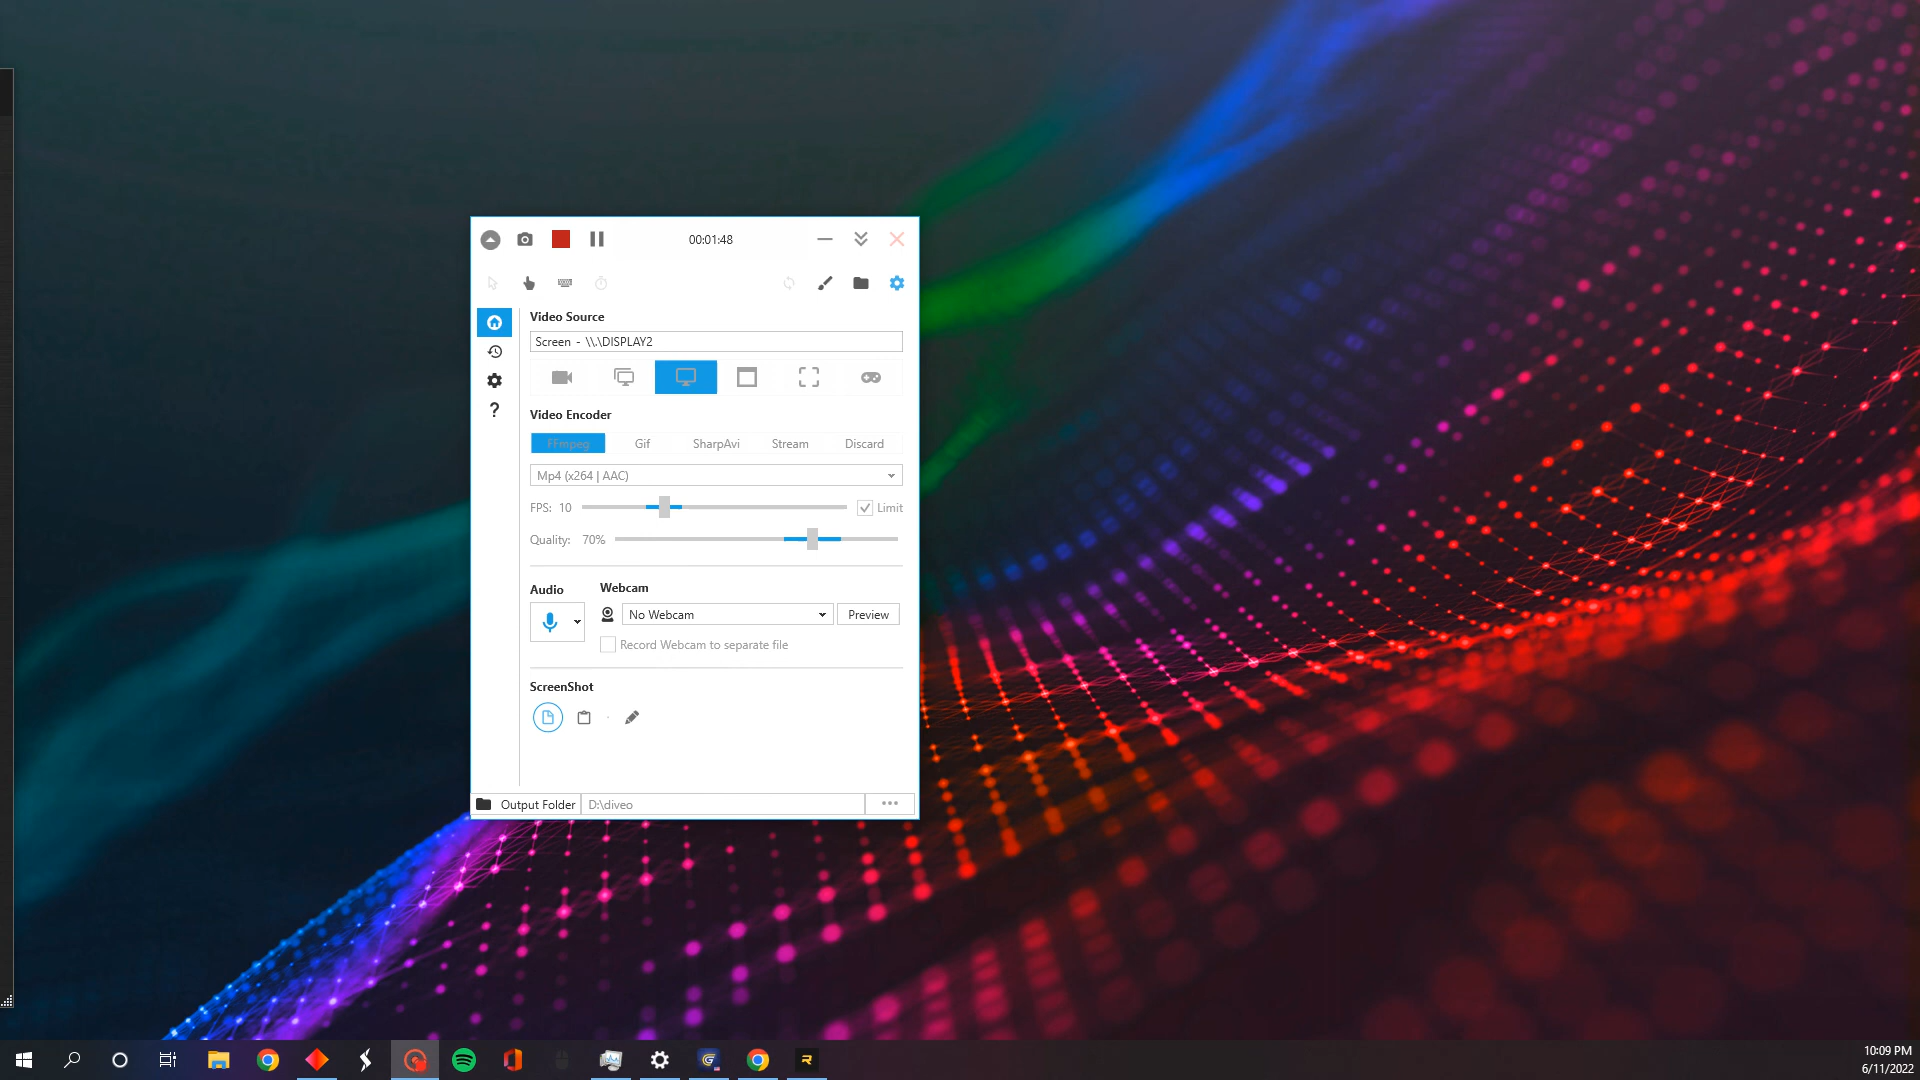 00:01:48
Video Source
Screen - \\.\DISPLAY2
Video Encoder
FFmpeg Gif SharpAvi Stream Discard
Mp4 (x264 | AAC)
FPS: 10 Limit
Quality: 70%
Audio Webcam
No Webcam Preview
Record Webcam to separate file
ScreenShot
Output Folder D:\diveo
10:09 PM
6/11/2022